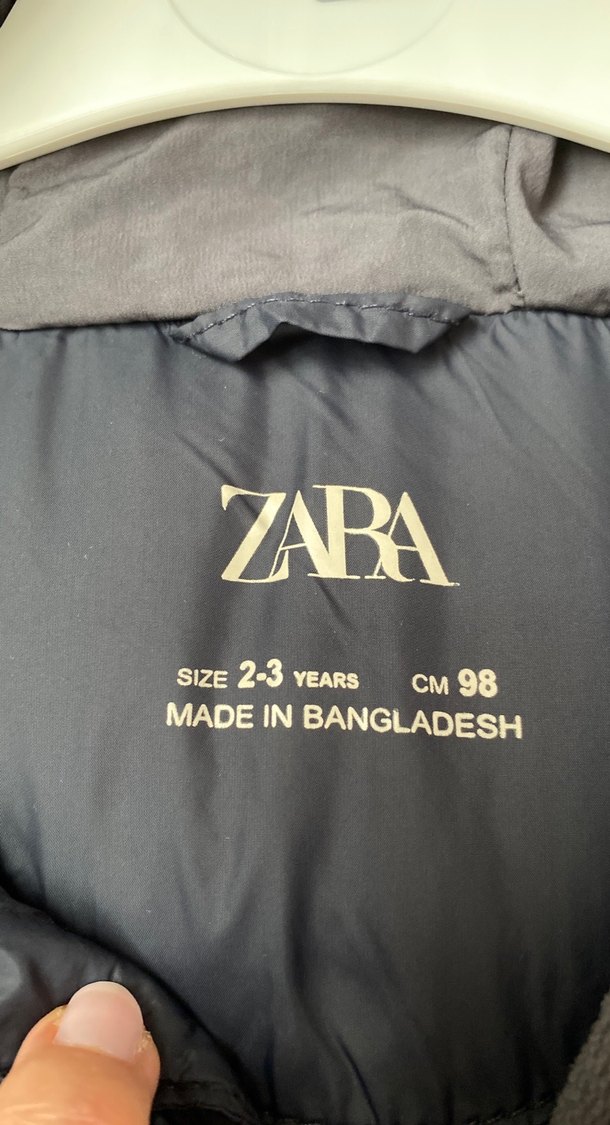 ZARA
SIZE 2-3 YEARS CM 98
MADE IN BANGLADESH